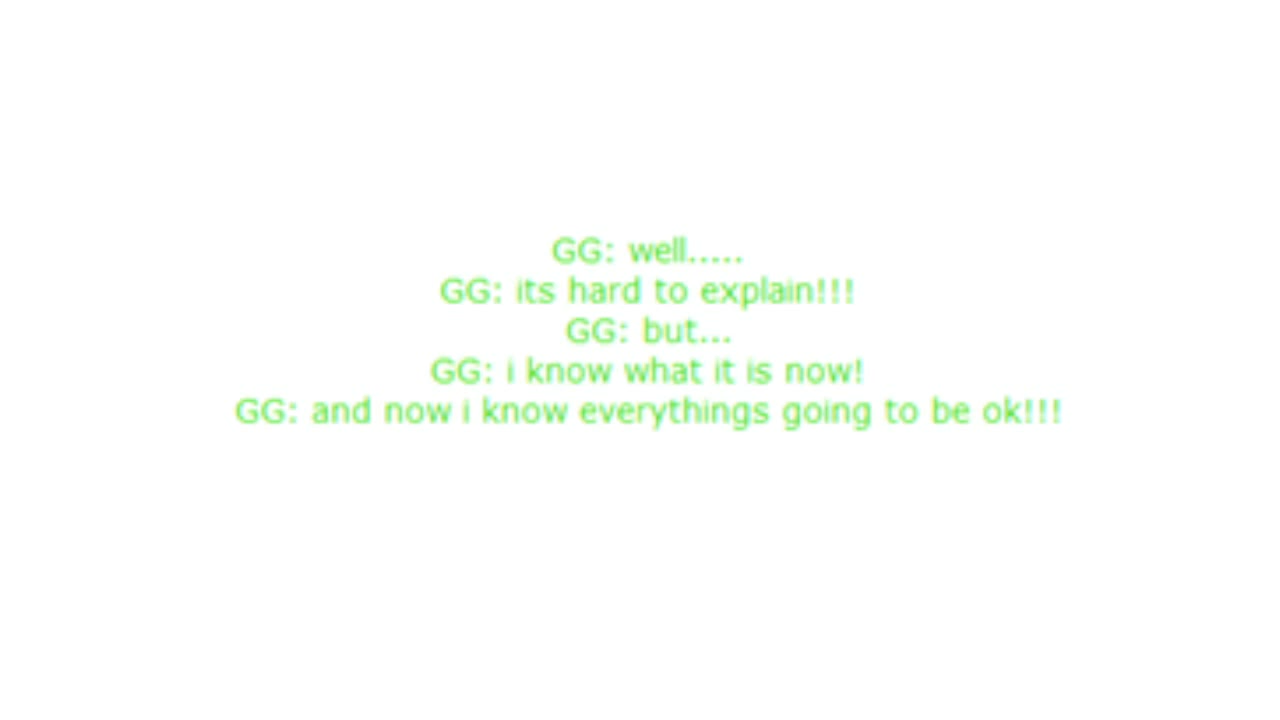 GG: well.....
GG: its hard to explain!!!
GG: but...
GG: i know what it is now!
GG: and now i know everythings going to be ok!!!